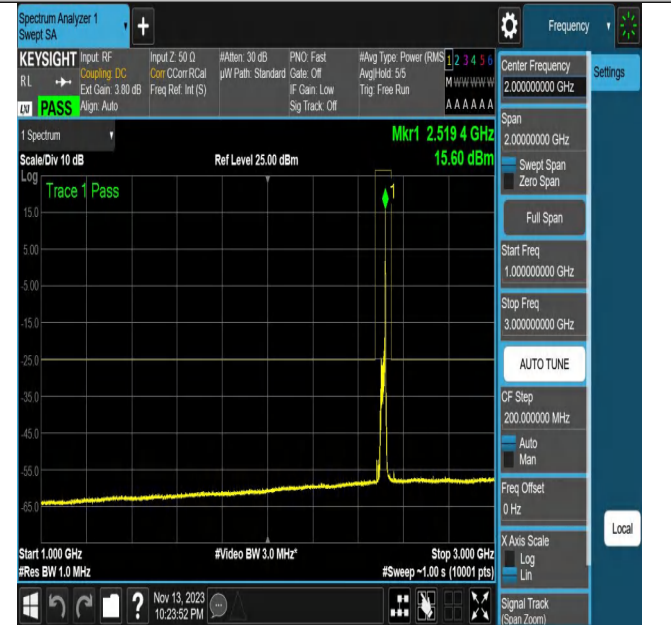 Spectrum Analyzer 1
Swept SA
+
Frequency
KEYSIGHT
RL
LXI
PASS
Input: RF
Coupling: DC
Ext Gain: 3.80 dB
Align: Auto
Input Z: 50 Ω
Corr CCorr RCal
Freq Ref: Int (S)
#Atten: 30 dB
µW Path: Standard
PNO: Fast
Gate: Off
IF Gain: Low
Sig Track: Off
#Avg Type: Power (RMS
Avg|Hold: 5/5
Trig: Free Run
1 2 3 4 5 6
M W W W W W
A A A A A A
1 Spectrum
Scale/Div 10 dB
Ref Level 25.00 dBm
Mkr1 2.519 4 GHz
15.60 dBm
Log
Trace 1 Pass
1
15.0
5.00
-5.00
-15.0
-25.0
-35.0
-45.0
-55.0
-65.0
Start 1.000 GHz
#Res BW 1.0 MHz
#Video BW 3.0 MHz*
Stop 3.000 GHz
#Sweep ~1.00 s (10001 pts)
Center Frequency
2.000000000 GHz
Settings
Span
2.00000000 GHz
Swept Span
Zero Span
Full Span
Start Freq
1.000000000 GHz
Stop Freq
3.000000000 GHz
AUTO TUNE
CF Step
200.000000 MHz
Auto
Man
Freq Offset
0 Hz
X Axis Scale
Log
Lin
Local
Signal Track
(Span Zoom)
?
Nov 13, 2023
10:23:52 PM